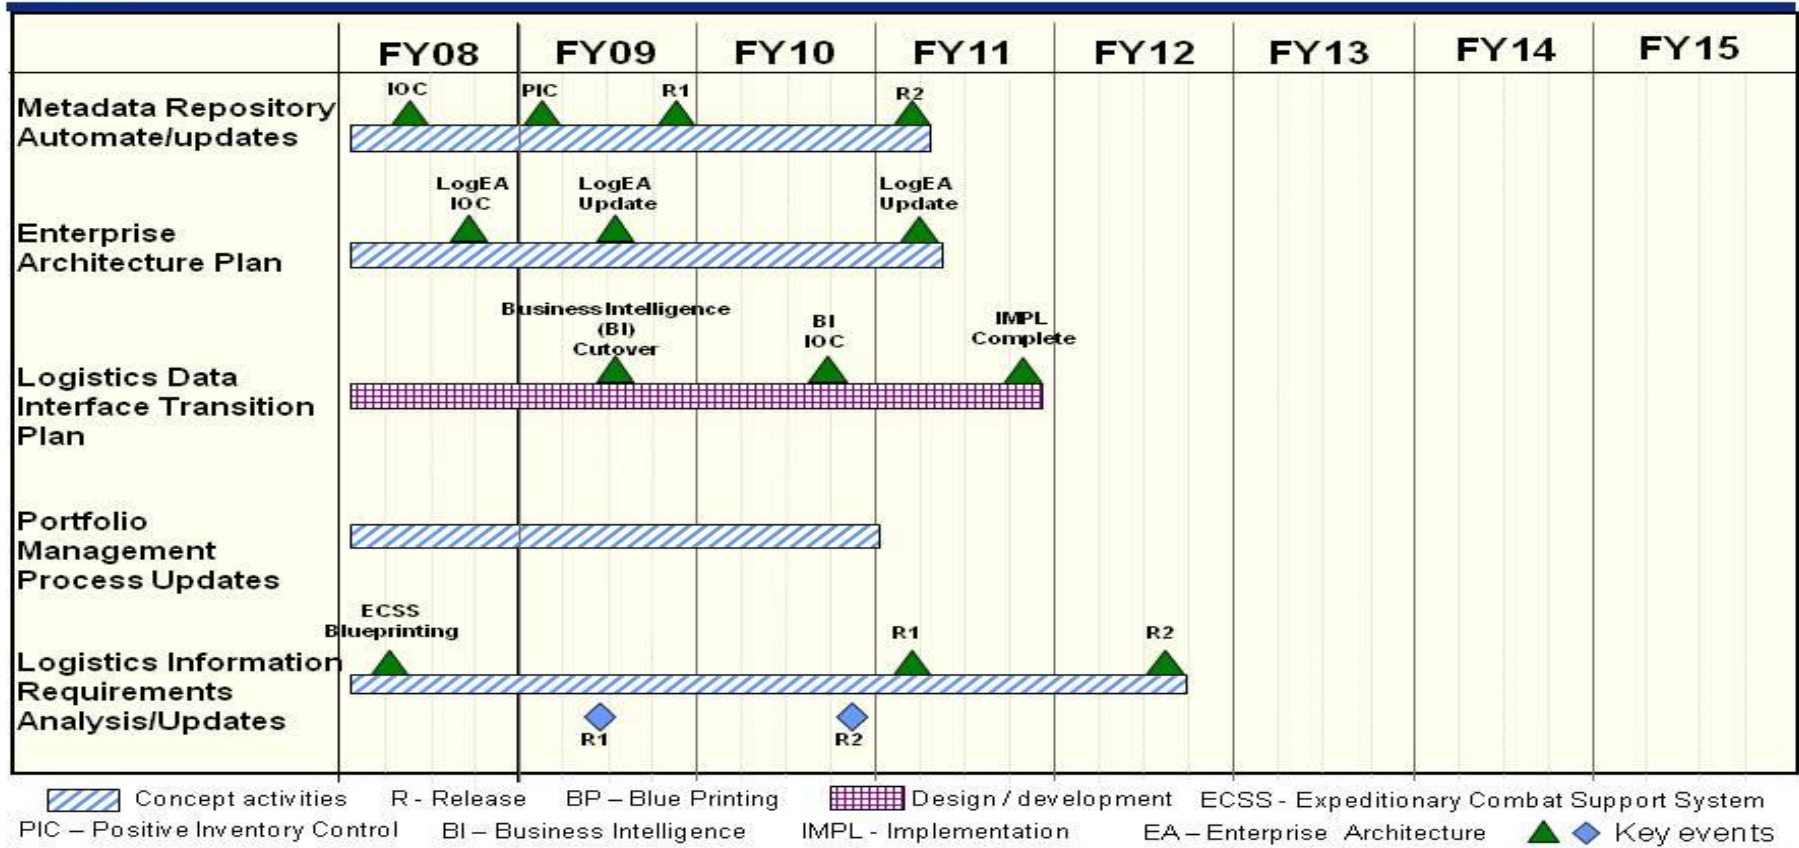 FY08 FY09 FY10 FY11 FY12 FY13 FY14 FY15
IOC PIC R1 R2
Metadata Repository
Automate/updates
LogEA LogEA LogEA
IOC Update Update
Enterprise
Architecture Plan
Business Intelligence
(BI)
Cutover
BI
IOC
IMPL
Complete
Logistics Data
Interface Transition
Plan
Portfolio
Management
Process Updates
ECSS
Blueprinting
R1 R2
Logistics Information
Requirements
Analysis/Updates
R1 R2
Concept activities R - Release BP – Blue Printing Design / development ECSS - Expeditionary Combat Support System
PIC – Positive Inventory Control BI – Business Intelligence IMPL - Implementation EA – Enterprise Architecture Key events